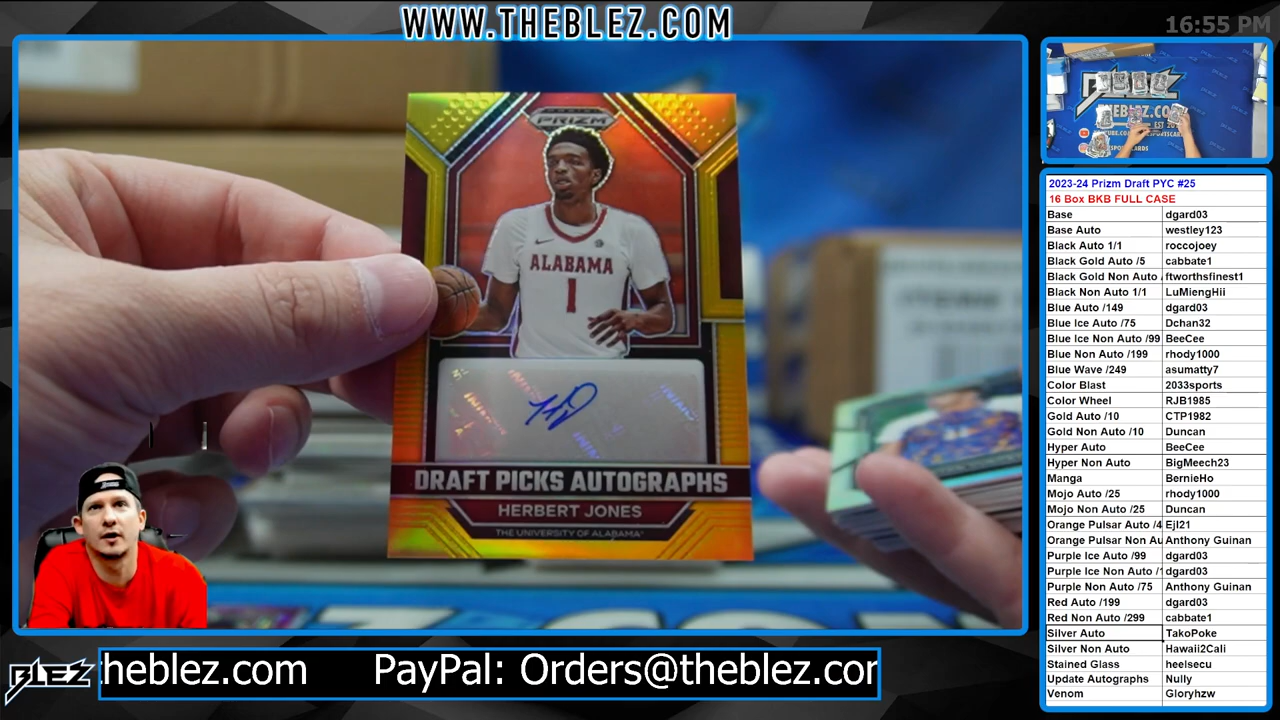 WWW.THEBLEZ.COM
16:55 PM
PRIZM
ALABAMA
1
DRAFT PICKS AUTOGRAPHS
HERBERT JONES
THE UNIVERSITY OF ALABAMA
BLEZ
THEBLEZ.CO
2023-24 Prizm Draft PYC #25
16 Box BKB FULL CASE
Base dgard03
Base Auto westley123
Black Auto 1/1 roccojoey
Black Gold Auto /5 cabbate1
Black Gold Non Auto ftworthsfinest1
Black Non Auto 1/1 LuMiengHii
Blue Auto /149 dgard03
Blue Ice Auto /75 Dchan32
Blue Ice Non Auto /99 BeeCee
Blue Non Auto /199 rhody1000
Blue Wave /249 asumatty7
Color Blast 2033sports
Color Wheel RJB1985
Gold Auto /10 CTP1982
Gold Non Auto /10 Duncan
Hyper Auto BeeCee
Hyper Non Auto BigMeech23
Manga BernieHo
Mojo Auto /25 rhody1000
Mojo Non Auto /25 Duncan
Orange Pulsar Auto /4 Ejl21
Orange Pulsar Non Au Anthony Guinan
Purple Ice Auto /99 dgard03
Purple Ice Non Auto /1 dgard03
Purple Non Auto /75 Anthony Guinan
Red Auto /199 dgard03
Red Non Auto /299 cabbate1
Silver Auto TakoPoke
Silver Non Auto Hawaii2Cali
Stained Glass heelsecu
Update Autographs Nully
Venom Gloryhzw
BLEZ
theblez.com PayPal: Orders@theblez.cor